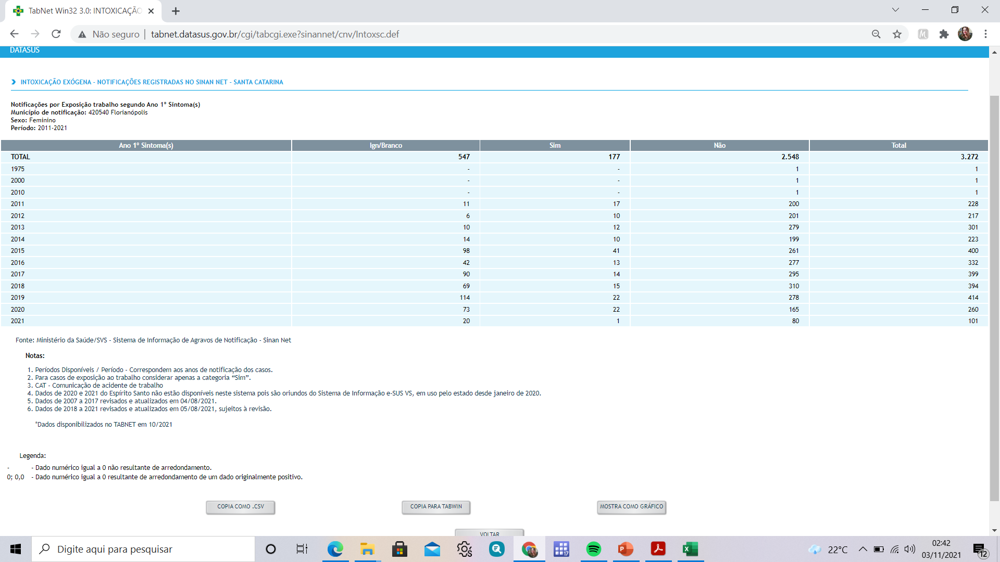 TabNet Win32 3.0: INTOXICAÇÃO
Não seguro | tabnet.datasus.gov.br/cgi/tabcgi.exe?sinannet/cnv/Intoxsc.def
DATASUS
INTOXICAÇÃO EXÓGENA - NOTIFICAÇÕES REGISTRADAS NO SINAN NET - SANTA CATARINA
Notificações por Exposição trabalho segundo Ano 1º Sintoma(s)
Município de notificação: 420540 Florianópolis
Sexo: Feminino
Período: 2011-2021
Ano 1º Sintoma(s) Ign/Branco Sim Não Total
TOTAL 547 177 2.548 3.272
1975 - - 1 1
2000 - - 1 1
2010 - - 1 1
2011 11 17 200 228
2012 6 10 201 217
2013 10 12 279 301
2014 14 10 199 223
2015 98 41 261 400
2016 42 13 277 332
2017 90 14 295 399
2018 69 15 310 394
2019 114 22 278 414
2020 73 22 165 260
2021 20 1 80 101
Fonte: Ministério da Saúde/SVS - Sistema de Informação de Agravos de Notificação - Sinan Net
Notas:
1. Períodos Disponíveis / Período - Correspondem aos anos de notificação dos casos.
2. Para casos de exposição ao trabalho considerar apenas a categoria “Sim”.
3. CAT - Comunicação de acidente de trabalho
4. Dados de 2020 e 2021 do Espírito Santo não estão disponíveis neste sistema pois são oriundos do Sistema de Informação e-SUS VS, em uso pelo estado desde janeiro de 2020.
5. Dados de 2007 a 2017 revisados e atualizados em 04/08/2021.
6. Dados de 2018 a 2021 revisados e atualizados em 05/08/2021, sujeitos à revisão.
*Dados disponibilizados no TABNET em 10/2021
Legenda:
- - Dado numérico igual a 0 não resultante de arredondamento.
0; 0,0 - Dado numérico igual a 0 resultante de arredondamento de um dado originalmente positivo.
COPIA COMO .CSV COPIA PARA TABWIN MOSTRA COMO GRÁFICO
VOLTAR
Digite aqui para pesquisar
17
22°C
02:42
03/11/2021
12